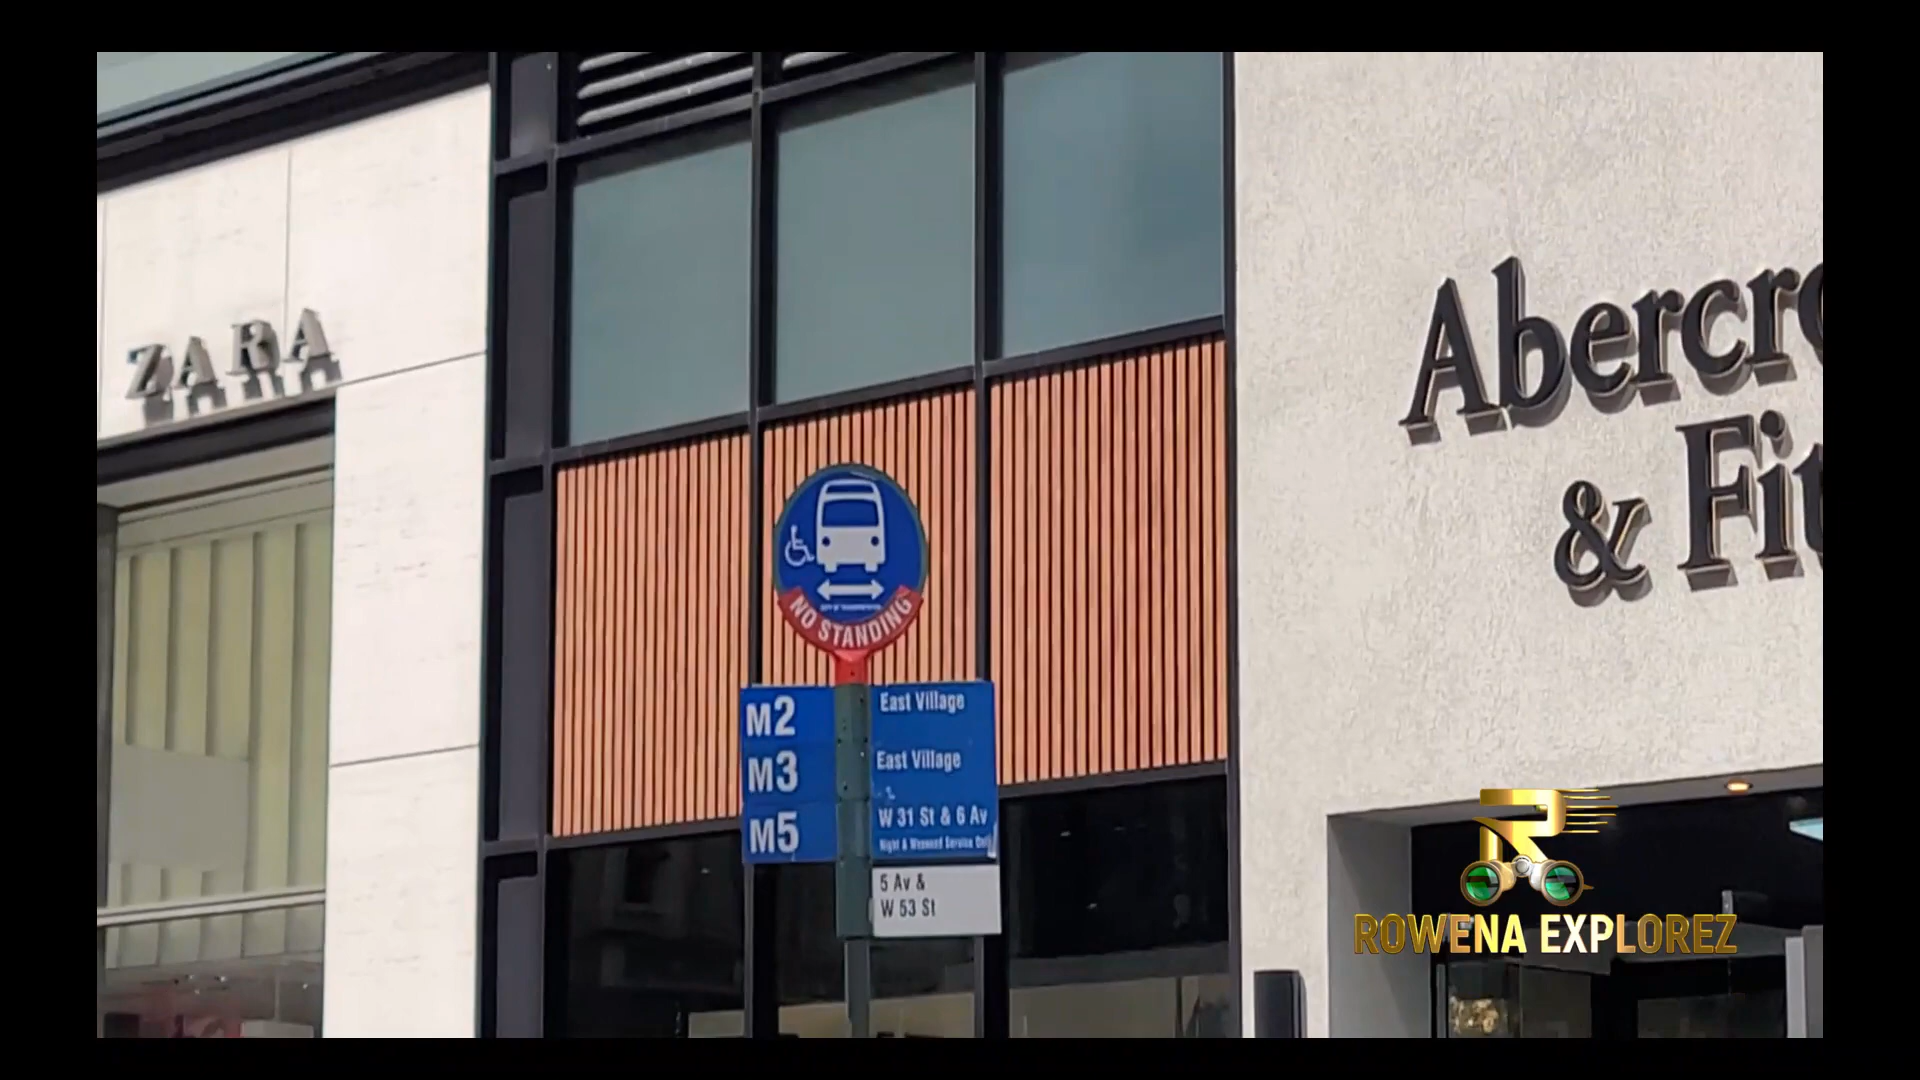 ZARA
Abercro
& Fit
NO STANDING
M2
East Village
M3
East Village
M5
W 31 St & 6 Av
Night & Weekend Service Only
5 Av &
W 53 St
ROWENA EXPLOREZ